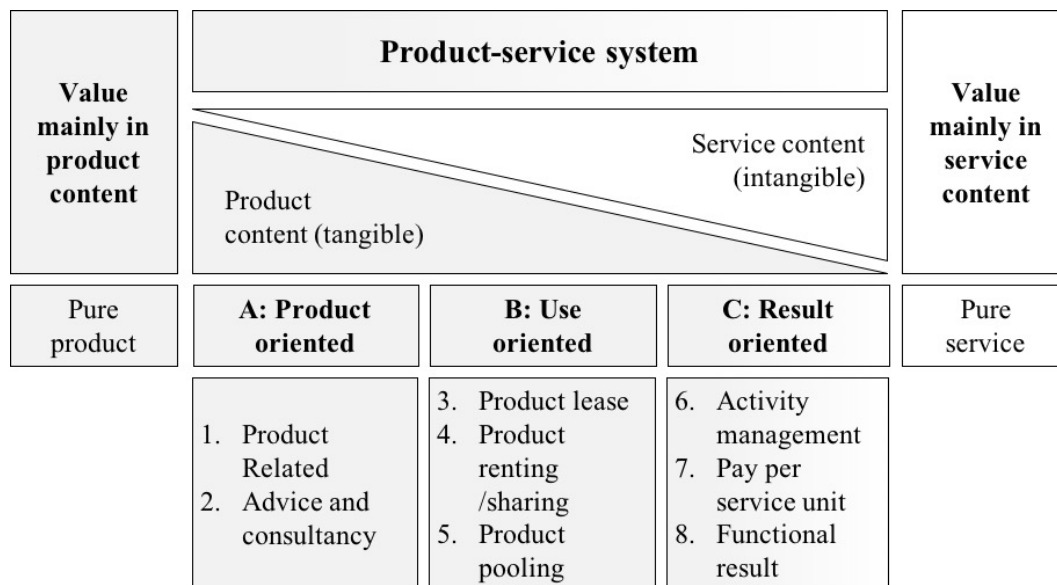 Value
mainly in
product
content
Product-service system
Service content
(intangible)
Product
content (tangible)
Value
mainly in
service
content
Pure
product
A: Product
oriented
B: Use
oriented
C: Result
oriented
Pure
service
1. Product
Related
2. Advice and
consultancy
3. Product lease
4. Product
renting
/sharing
5. Product
pooling
6. Activity
management
7. Pay per
service unit
8. Functional
result